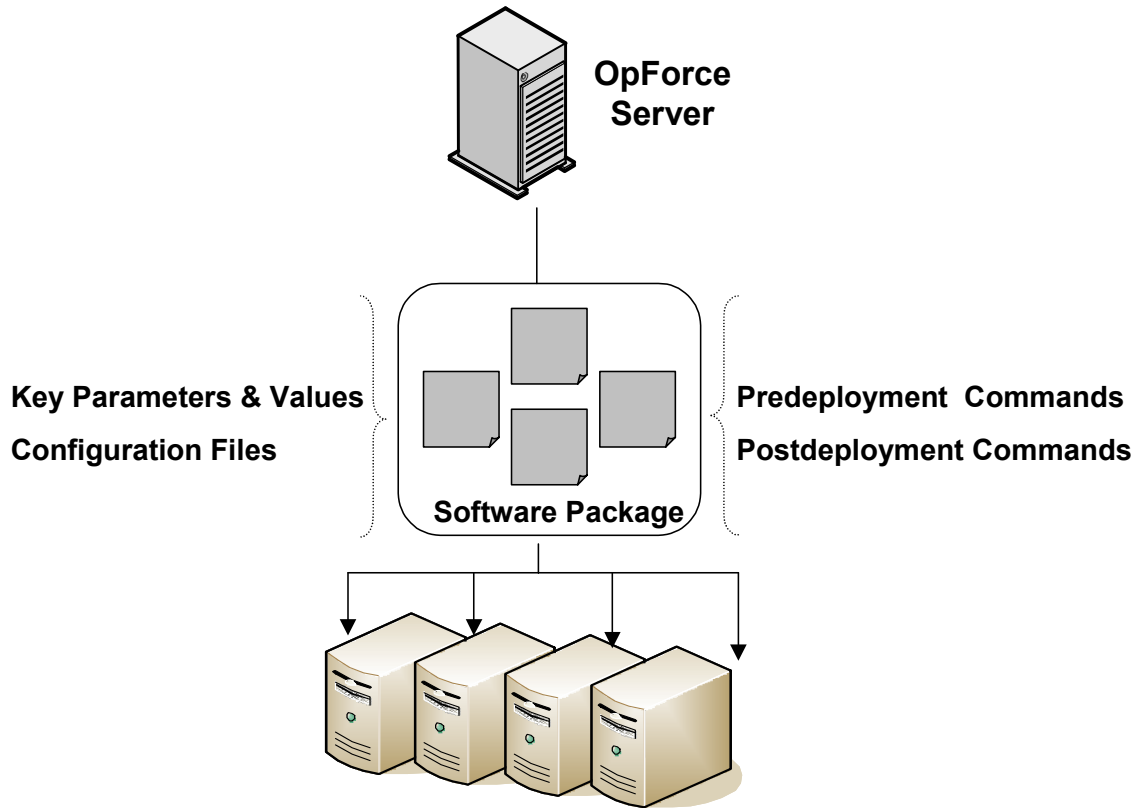 OpForce
Server
Key Parameters & Values
Configuration Files
Predeployment Commands
Postdeployment Commands
Software Package